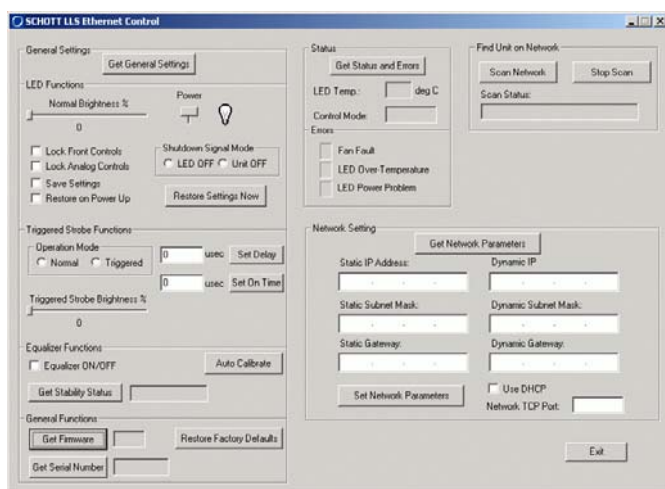 SCHOTT LLS Ethernet Control
General Settings
Get General Settings
LED Functions
Normal Brightness %
0
Power
Lock Front Controls
Lock Analog Controls
Save Settings
Restore on Power Up
Shutdown Signal Mode
LED OFF
Unit OFF
Restore Settings Now
Triggered Strobe Functions
Operation Mode
Normal
Triggered
0 usec Set Delay
0 usec Set On Time
Triggered Strobe Brightness %
0
Equalizer Functions
Equalizer ON/OFF
Auto Calibrate
Get Stability Status
General Functions
Get Firmware
Restore Factory Defaults
Get Serial Number
Status
Get Status and Errors
LED Temp.: deg C
Control Mode:
Errors
Fan Fault
LED Over-Temperature
LED Power Problem
Find Unit on Network
Scan Network
Stop Scan
Scan Status:
Network Setting
Get Network Parameters
Static IP Address:
Dynamic IP
Static Subnet Mask:
Dynamic Subnet Mask:
Static Gateway:
Dynamic Gateway:
Set Network Parameters
Use DHCP
Network TCP Port:
Exit